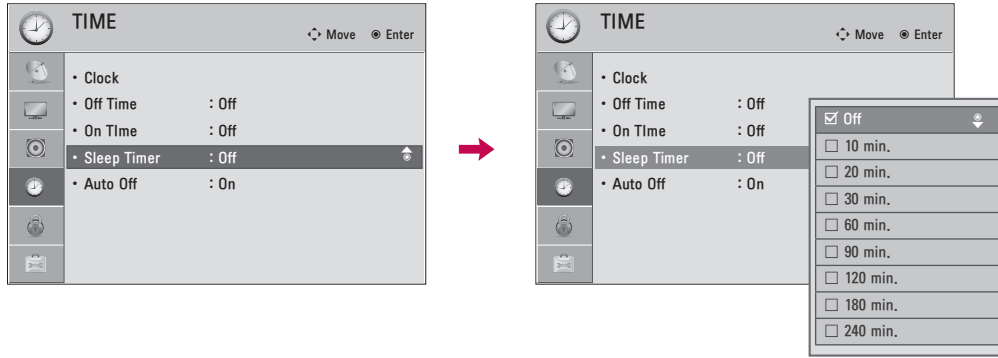 TIME
Move Enter
• Clock
• Off Time : Off
• On TIme : Off
• Sleep Timer : Off
• Auto Off : On
TIME
Move Enter
• Clock
• Off Time : Off
• On TIme : Off
• Sleep Timer : Off
• Auto Off : On
Off
10 min.
20 min.
30 min.
60 min.
90 min.
120 min.
180 min.
240 min.